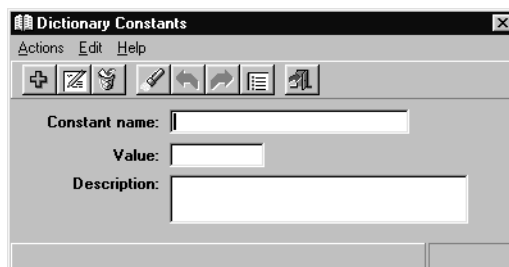 Dictionary Constants
Actions Edit Help
Constant name:
Value:
Description: